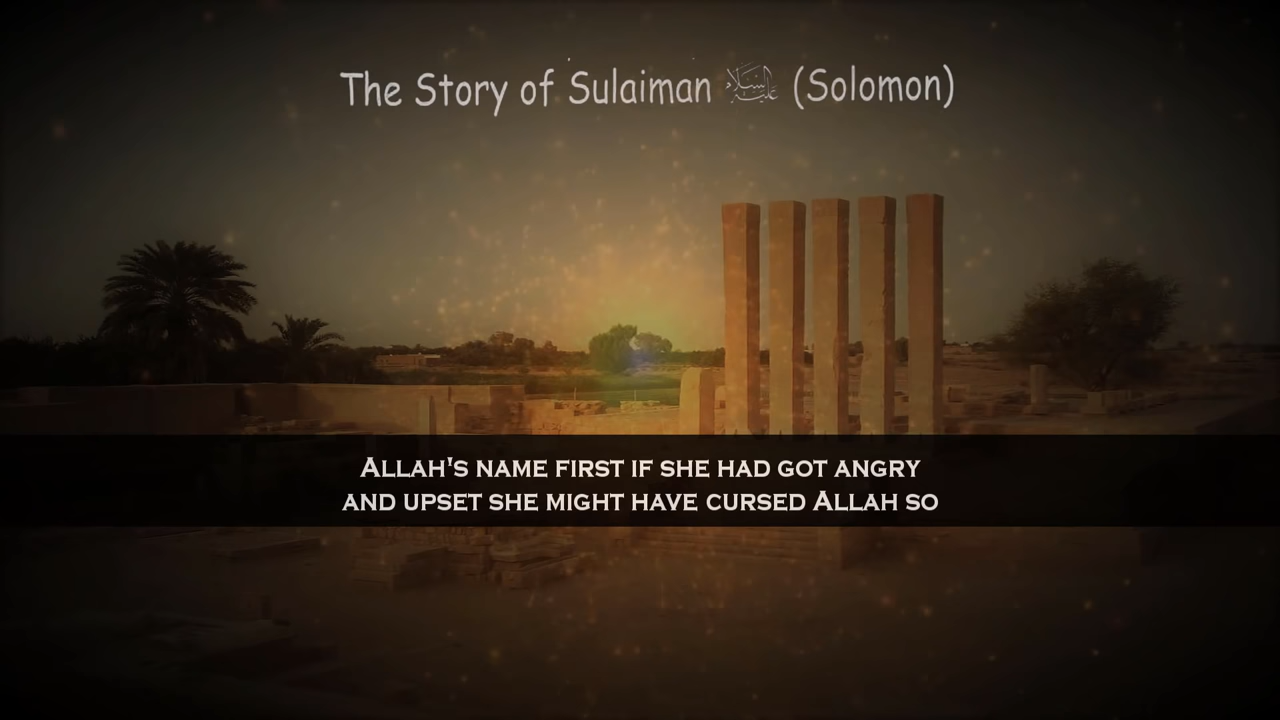 The Story of Sulaiman عليه السلام (Solomon)
Allah's name first if she had got angry
and upset she might have cursed Allah so